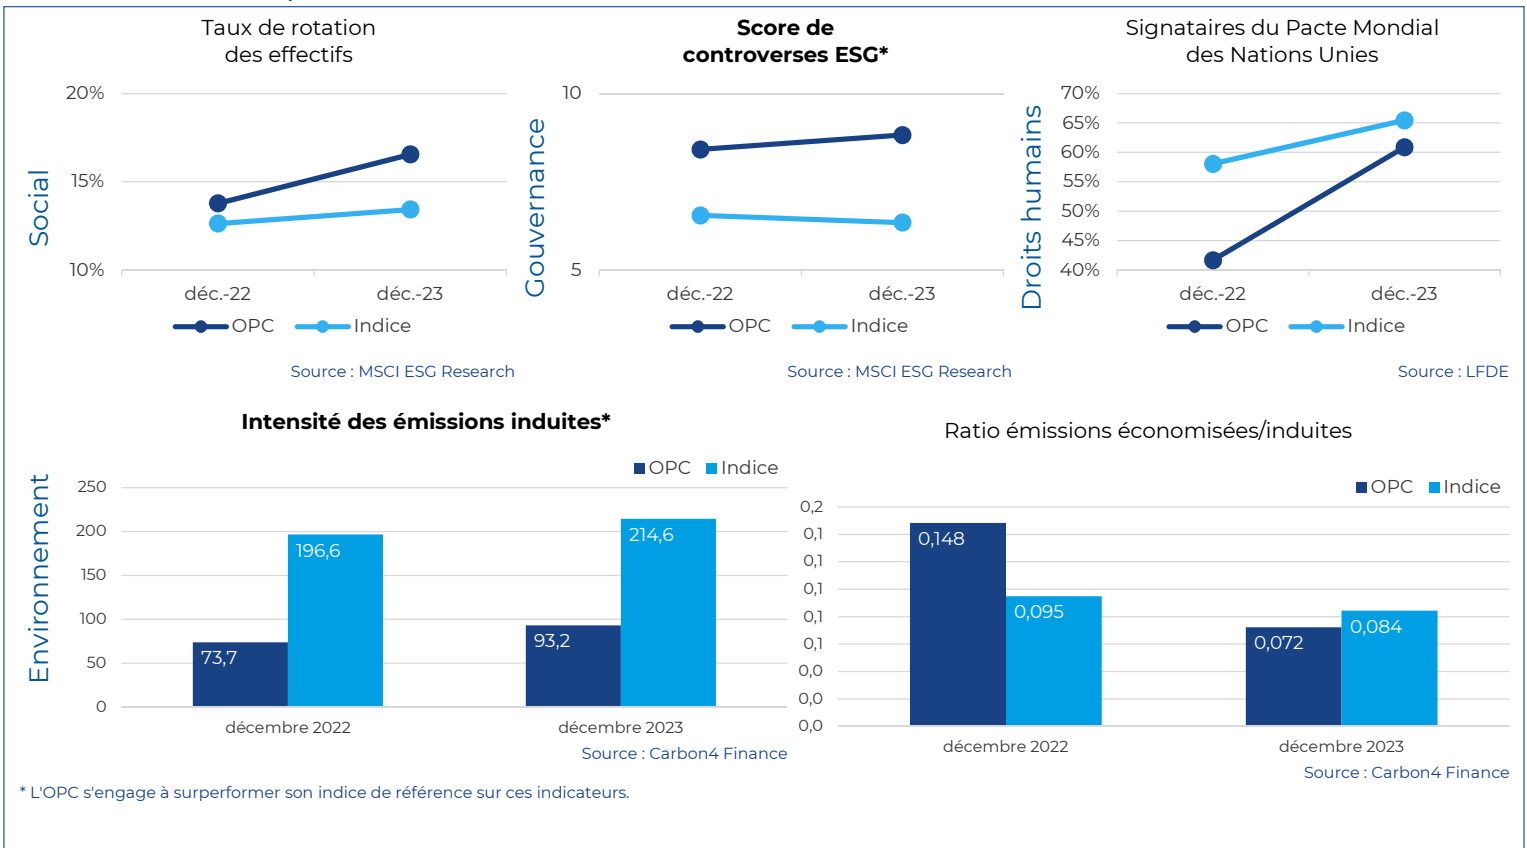 Taux de rotation
des effectifs
Social
20%
15%
10%
déc.-22
déc.-23
OPC
Indice
Source : MSCI ESG Research
Score de
controverses ESG*
Gouvernance
10
5
déc.-22
déc.-23
OPC
Indice
Source : MSCI ESG Research
Signataires du Pacte Mondial
des Nations Unies
Droits humains
70%
65%
60%
55%
50%
45%
40%
déc.-22
déc.-23
OPC
Indice
Source : LFDE
Intensité des émissions induites*
Environnement
OPC
Indice
250
200
150
100
50
0
73,7
196,6
93,2
214,6
décembre 2022
décembre 2023
Source : Carbon4 Finance
Ratio émissions économisées/induites
OPC
Indice
0,2
0,1
0,1
0,1
0,1
0,1
0,0
0,0
0,0
0,148
0,095
0,072
0,084
décembre 2022
décembre 2023
Source : Carbon4 Finance
* L'OPC s'engage à surperformer son indice de référence sur ces indicateurs.